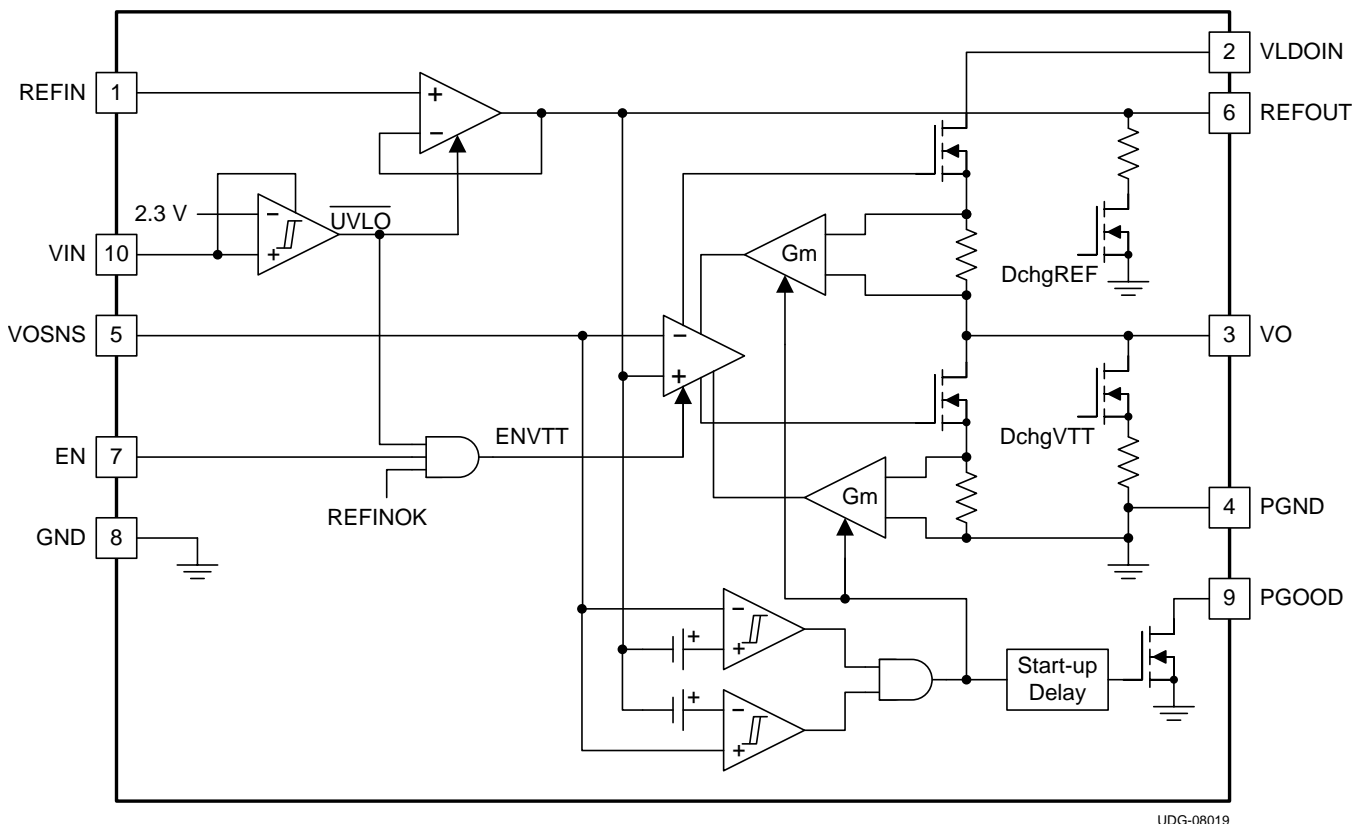 2 VLDOIN
REFIN 1
+
−
6 REFOUT
2.3 V
−
+
UVLO
VIN 10
Gm
DchgREF
VOSNS 5
−
+
3 VO
ENVTT
DchgVTT
EN 7
REFINOK
Gm
4 PGND
GND 8
9 PGOOD
−
+
+
Start-up
Delay
+
−
+
UDG-08019